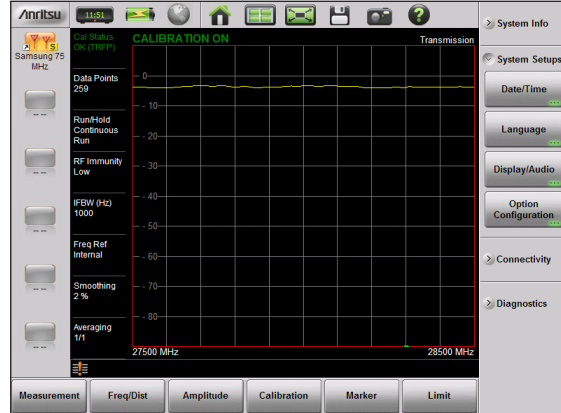 Anritsu
11:51
?
System Info
S
Samsung 75
MHz
Cal Status
OK (TRFP)
CALIBRATION ON
Transmission
System Setups
Date/Time
Language
Display/Audio
Option
Configuration
Connectivity
Diagnostics
Data Points
259
Run/Hold
Continuous
Run
RF Immunity
Low
IFBW (Hz)
1000
Freq Ref
Internal
Smoothing
2 %
Averaging
1/1
0
- 10
- 20
- 30
- 40
- 50
- 60
- 70
- 80
-- --
-- --
-- --
-- --
-- --
27500 MHz
28500 MHz
Measurement
Freq/Dist
Amplitude
Calibration
Marker
Limit